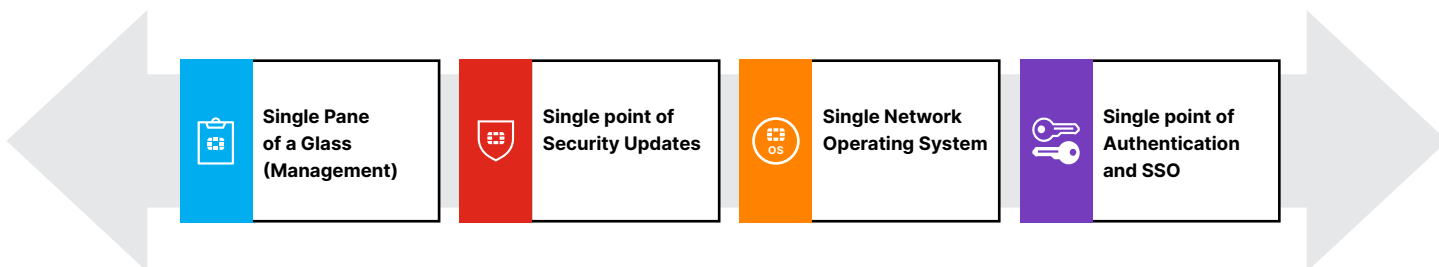 Single Pane
of a Glass
(Management)
Single point of
Security Updates
OS
Single Network
Operating System
Single point of
Authentication
and SSO